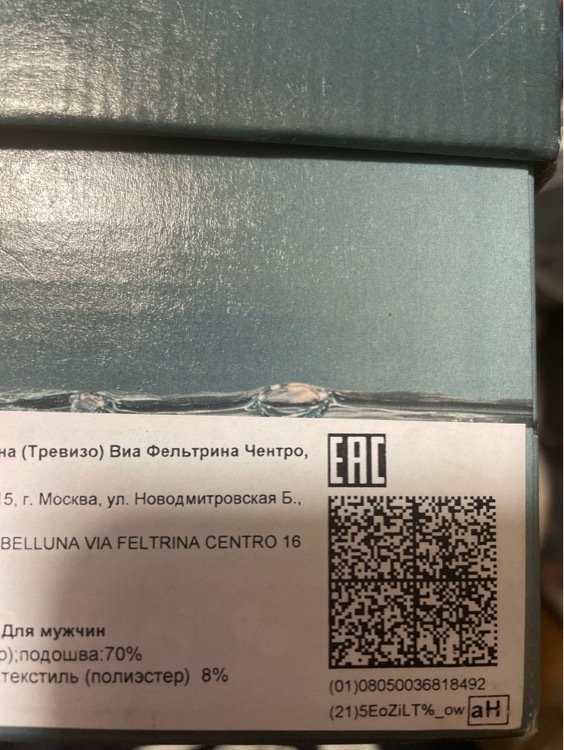 на (Тревизо) Виа Фельтрина Чентро,
EAC
15, г. Москва, ул. Новодмитровская Б.,
BELLUNA VIA FELTRINA CENTRO 16
Для мужчин
р);подошва:70%
текстиль (полиэстер) 8%
(01)08050036818492
(21)5EoZiLT%_ow aH